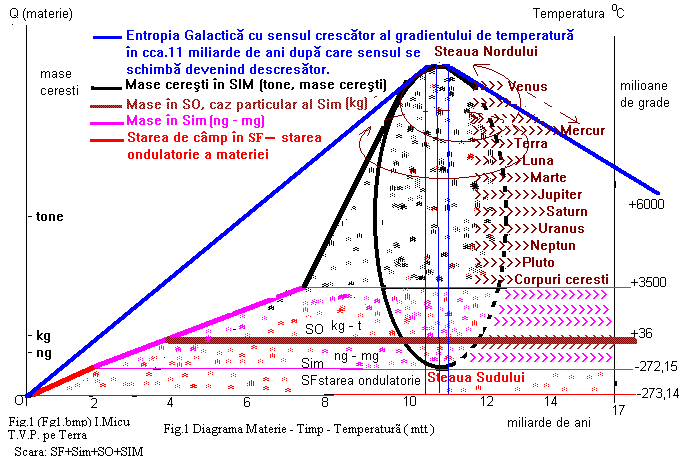 Q (materie)
Temperatura °C
Entropia Galactică cu sensul crescător al gradientului de temperatură
în cca.11 miliarde de ani după care sensul se
schimbă devenind descresător.
Steaua Nordului
mase
ceresti
milioane
de grade
Mase cereşti în SIM (tone, mase cereşti)
Mase în SO, caz particular al Sim (kg)
Mase în Sim (ng - mg)
Starea de câmp în SF — starea
ondulatorie a materiei
Venus
Mercur
Terra
Luna
Marte
Jupiter
Saturn
Uranus
Neptun
Pluto
Corpuri ceresti
tone
+6000
+3500
SO kg - t
kg
+36
ng
Sim ng - mg
-272,15
SF starea ondulatorie
Steaua Sudului
-273,14
O
2 4 6 8 10 12 14 17
miliarde de ani
Fig.1 (Fg1.bmp) I.Micu
T.V.P. pe Terra
Fig.1 Diagrama Materie - Timp - Temperatură ( mtt )
Scara: SF+Sim+SO+SIM